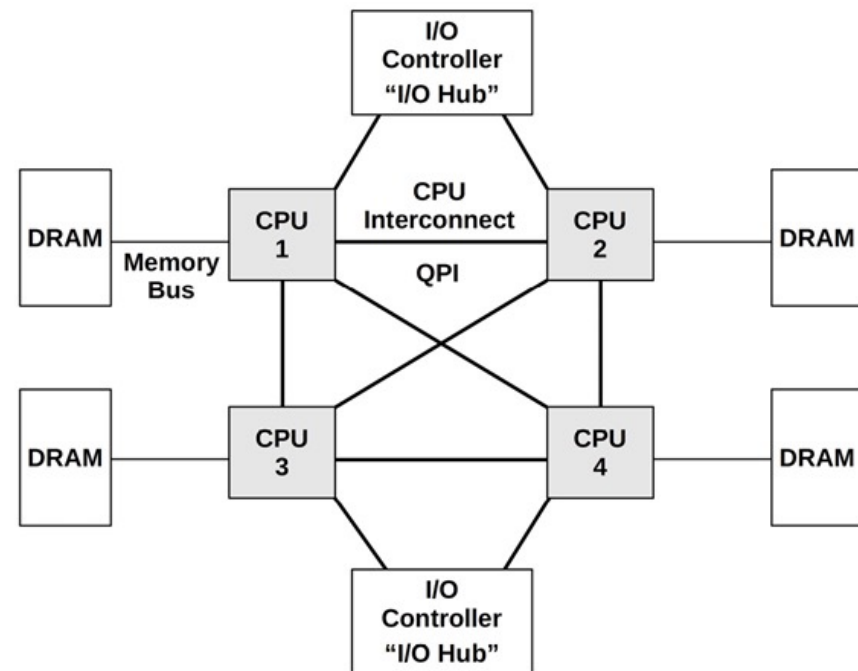 I/O
Controller
“I/O Hub”
DRAM
Memory
Bus
CPU
1
CPU
Interconnect
QPI
CPU
2
DRAM
DRAM
CPU
3
CPU
4
DRAM
I/O
Controller
“I/O Hub”